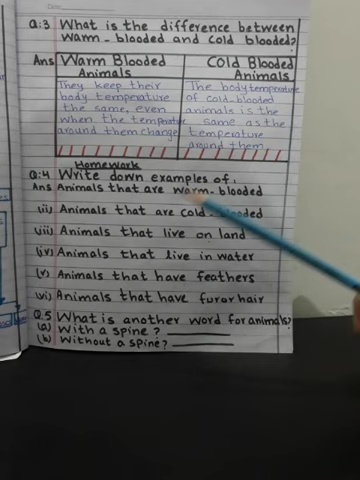 Date:
Q:3 What is the difference between
warm-blooded and cold blooded?
Ans Warm Blooded Animals
They keep their
body temperature
the same, even
when the temperature
around them change
Cold Blooded Animals
The body temperature
of cold-blooded
animals is the
same as the
temperature
around them
Homework
Q:4 Write down examples of.
Ans Animals that are warm-blooded
(ii) Animals that are cold-blooded
(iii) Animals that live on land
(iv) Animals that live in water
(v) Animals that have feathers
(vi) Animals that have fur or hair
Q.5 What is another word for animals?
(a) With a spine?
(b) Without a spine?